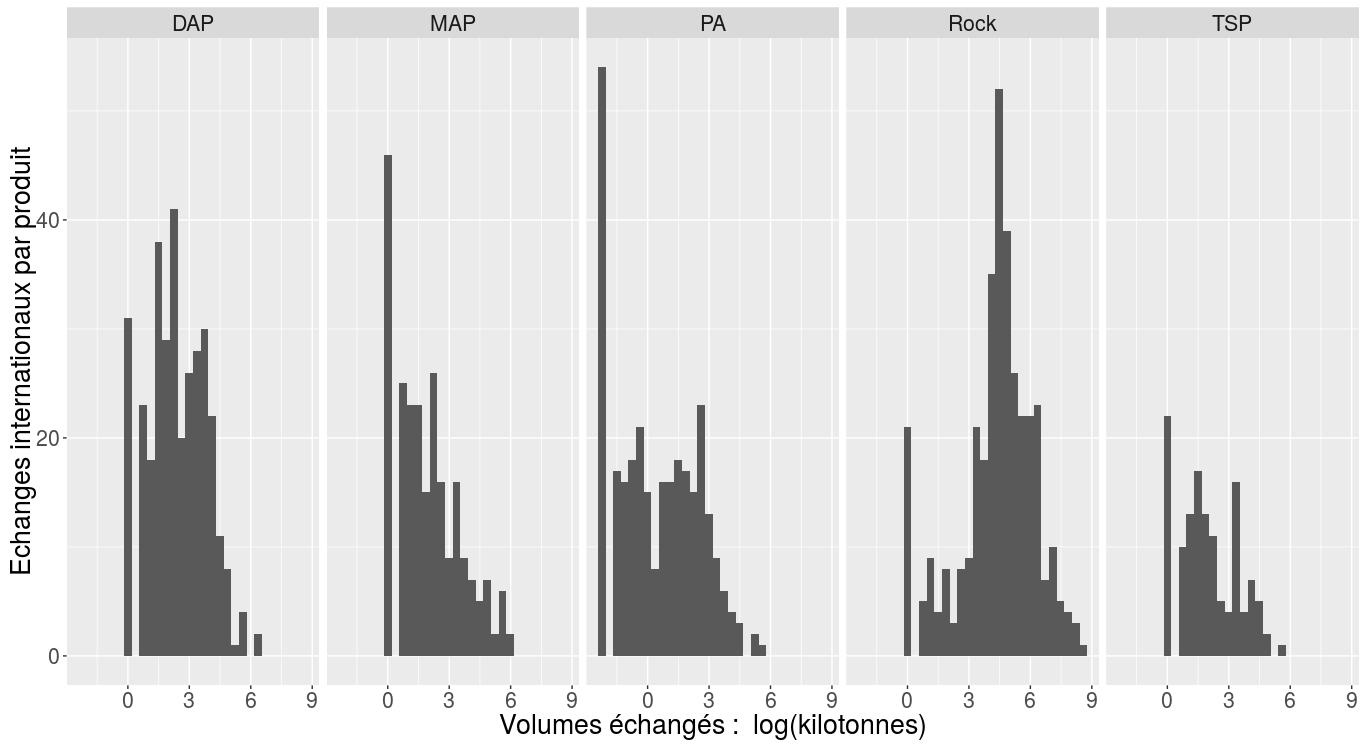 DAP MAP PA Rock TSP
Echanges internationaux par produit
40
20
0
0 3 6 9 0 3 6 9 0 3 6 9 0 3 6 9 0 3 6 9
Volumes échangés : log(kilotonnes)